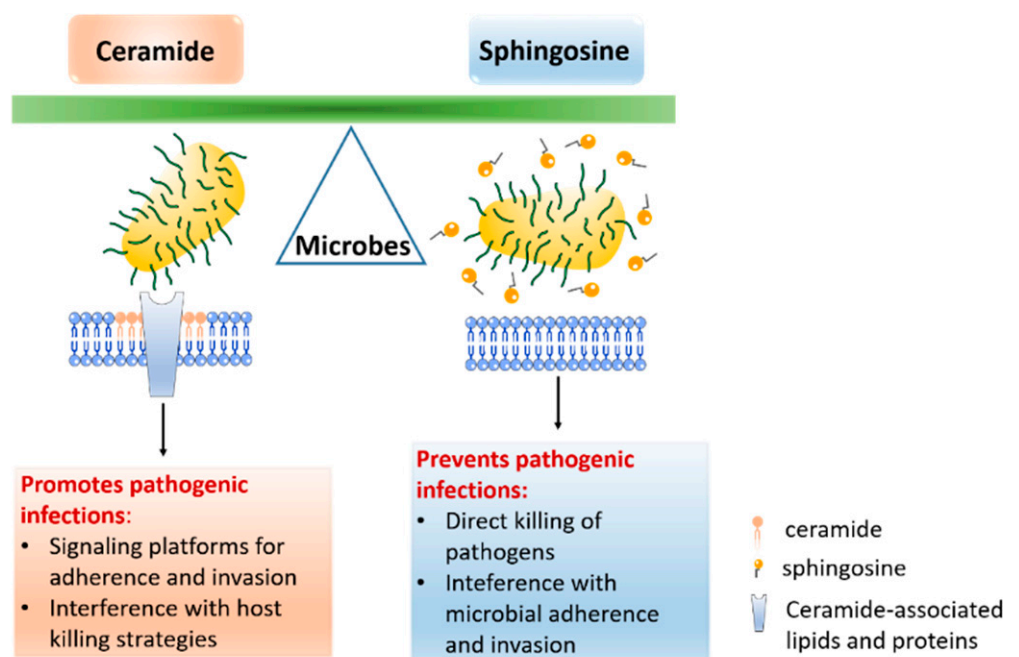 Ceramide
Sphingosine
Microbes
Promotes pathogenic
infections:
• Signaling platforms for
adherence and invasion
• Interference with host
killing strategies
Prevents pathogenic
infections:
• Direct killing of
pathogens
• Inteference with
microbial adherence
and invasion
ceramide
sphingosine
Ceramide-associated
lipids and proteins